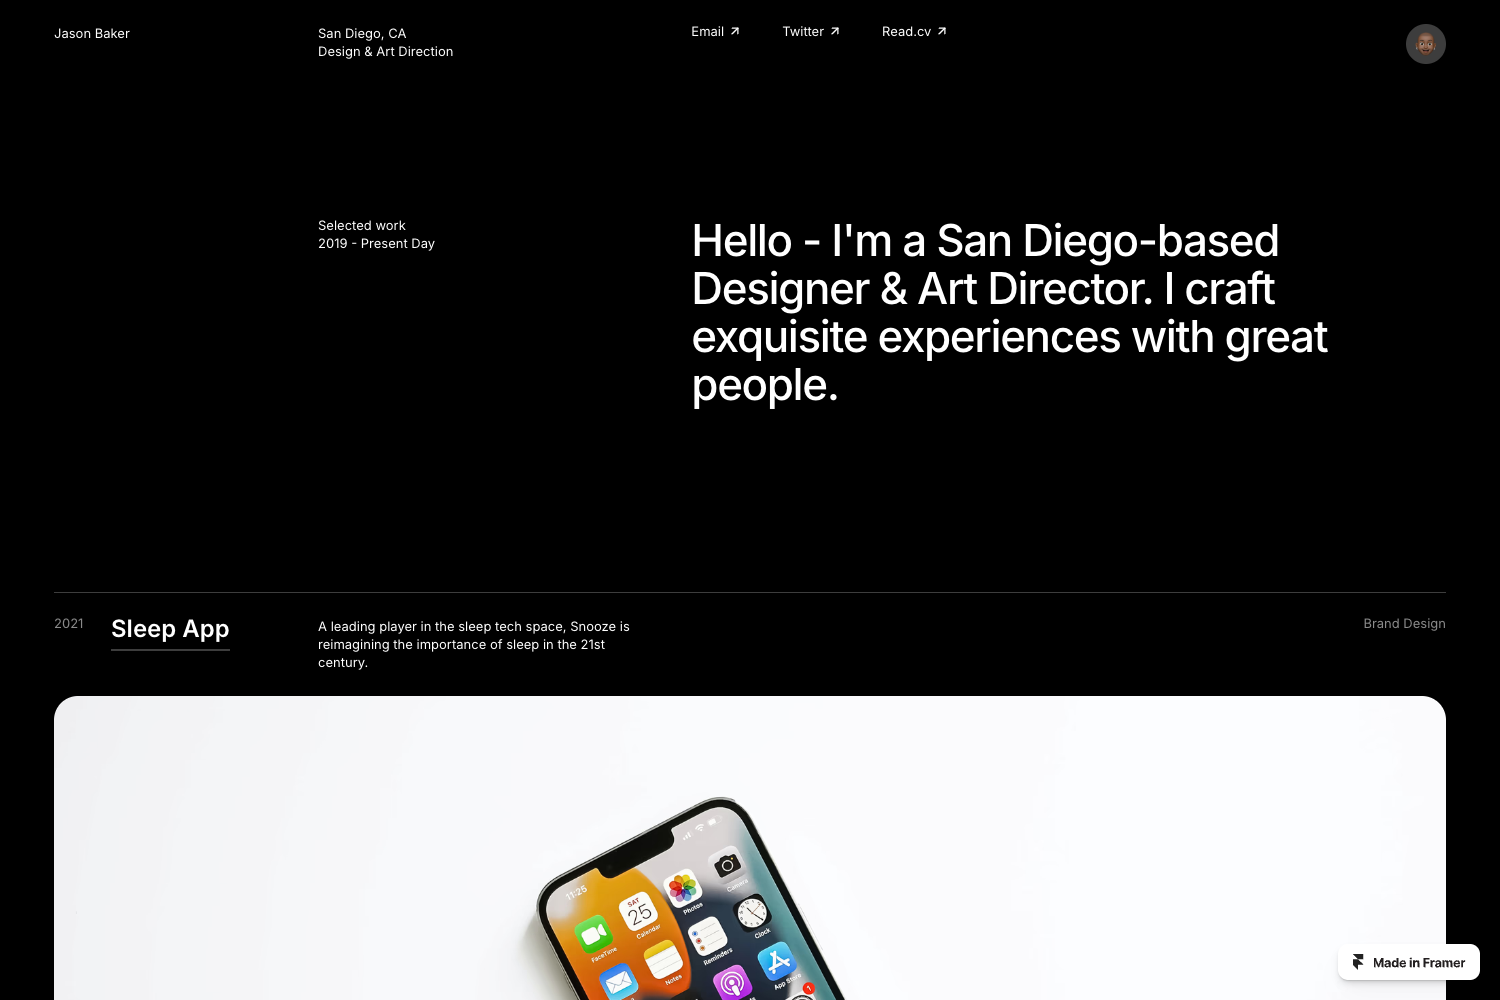 Jason Baker
San Diego, CA
Design & Art Direction
Email
Twitter
Read.cv
Selected work
2019 - Present Day
Hello - I'm a San Diego-based
Designer & Art Director. I craft
exquisite experiences with great
people.
2021
Sleep App
A leading player in the sleep tech space, Snooze is
reimagining the importance of sleep in the 21st
century.
Brand Design
11:25
SAT
25
FaceTime
Calendar
Photos
Camera
Notes
Reminders
Clock
App Store
1
Made in Framer